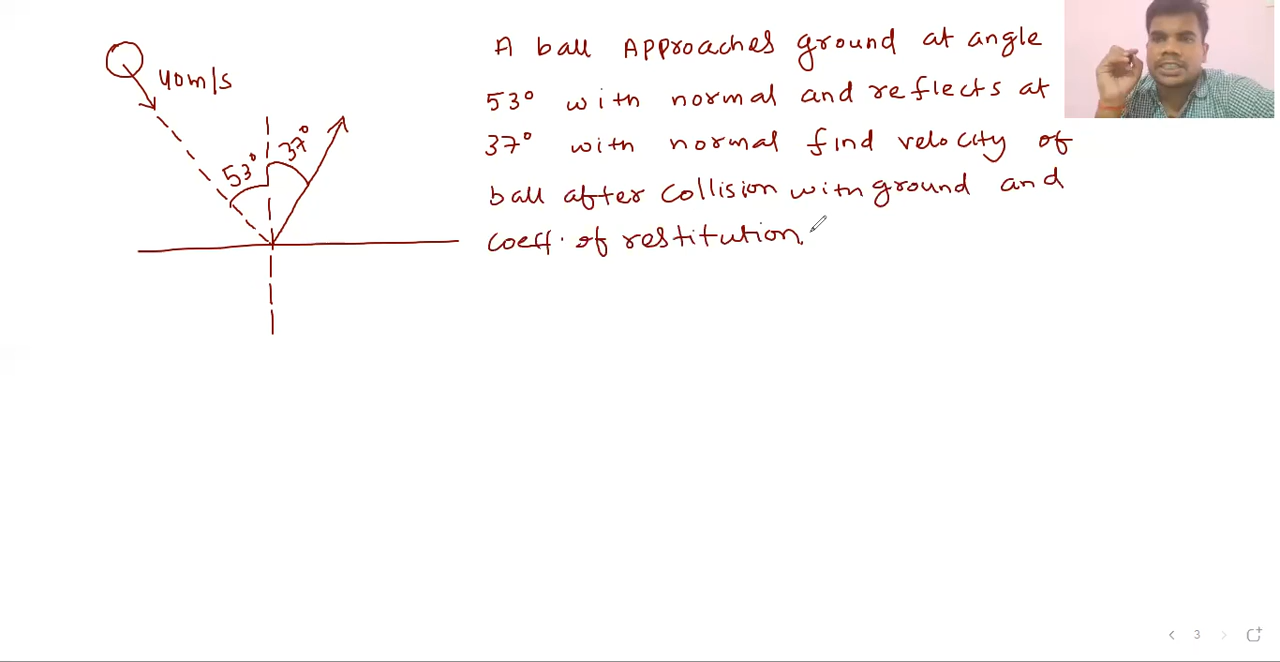 A ball Approaches ground at angle
53° with normal and reflects at
37° with normal find velocity of
ball after collision with ground and
coeff. of restitution.
40m/s
53°
37°
3